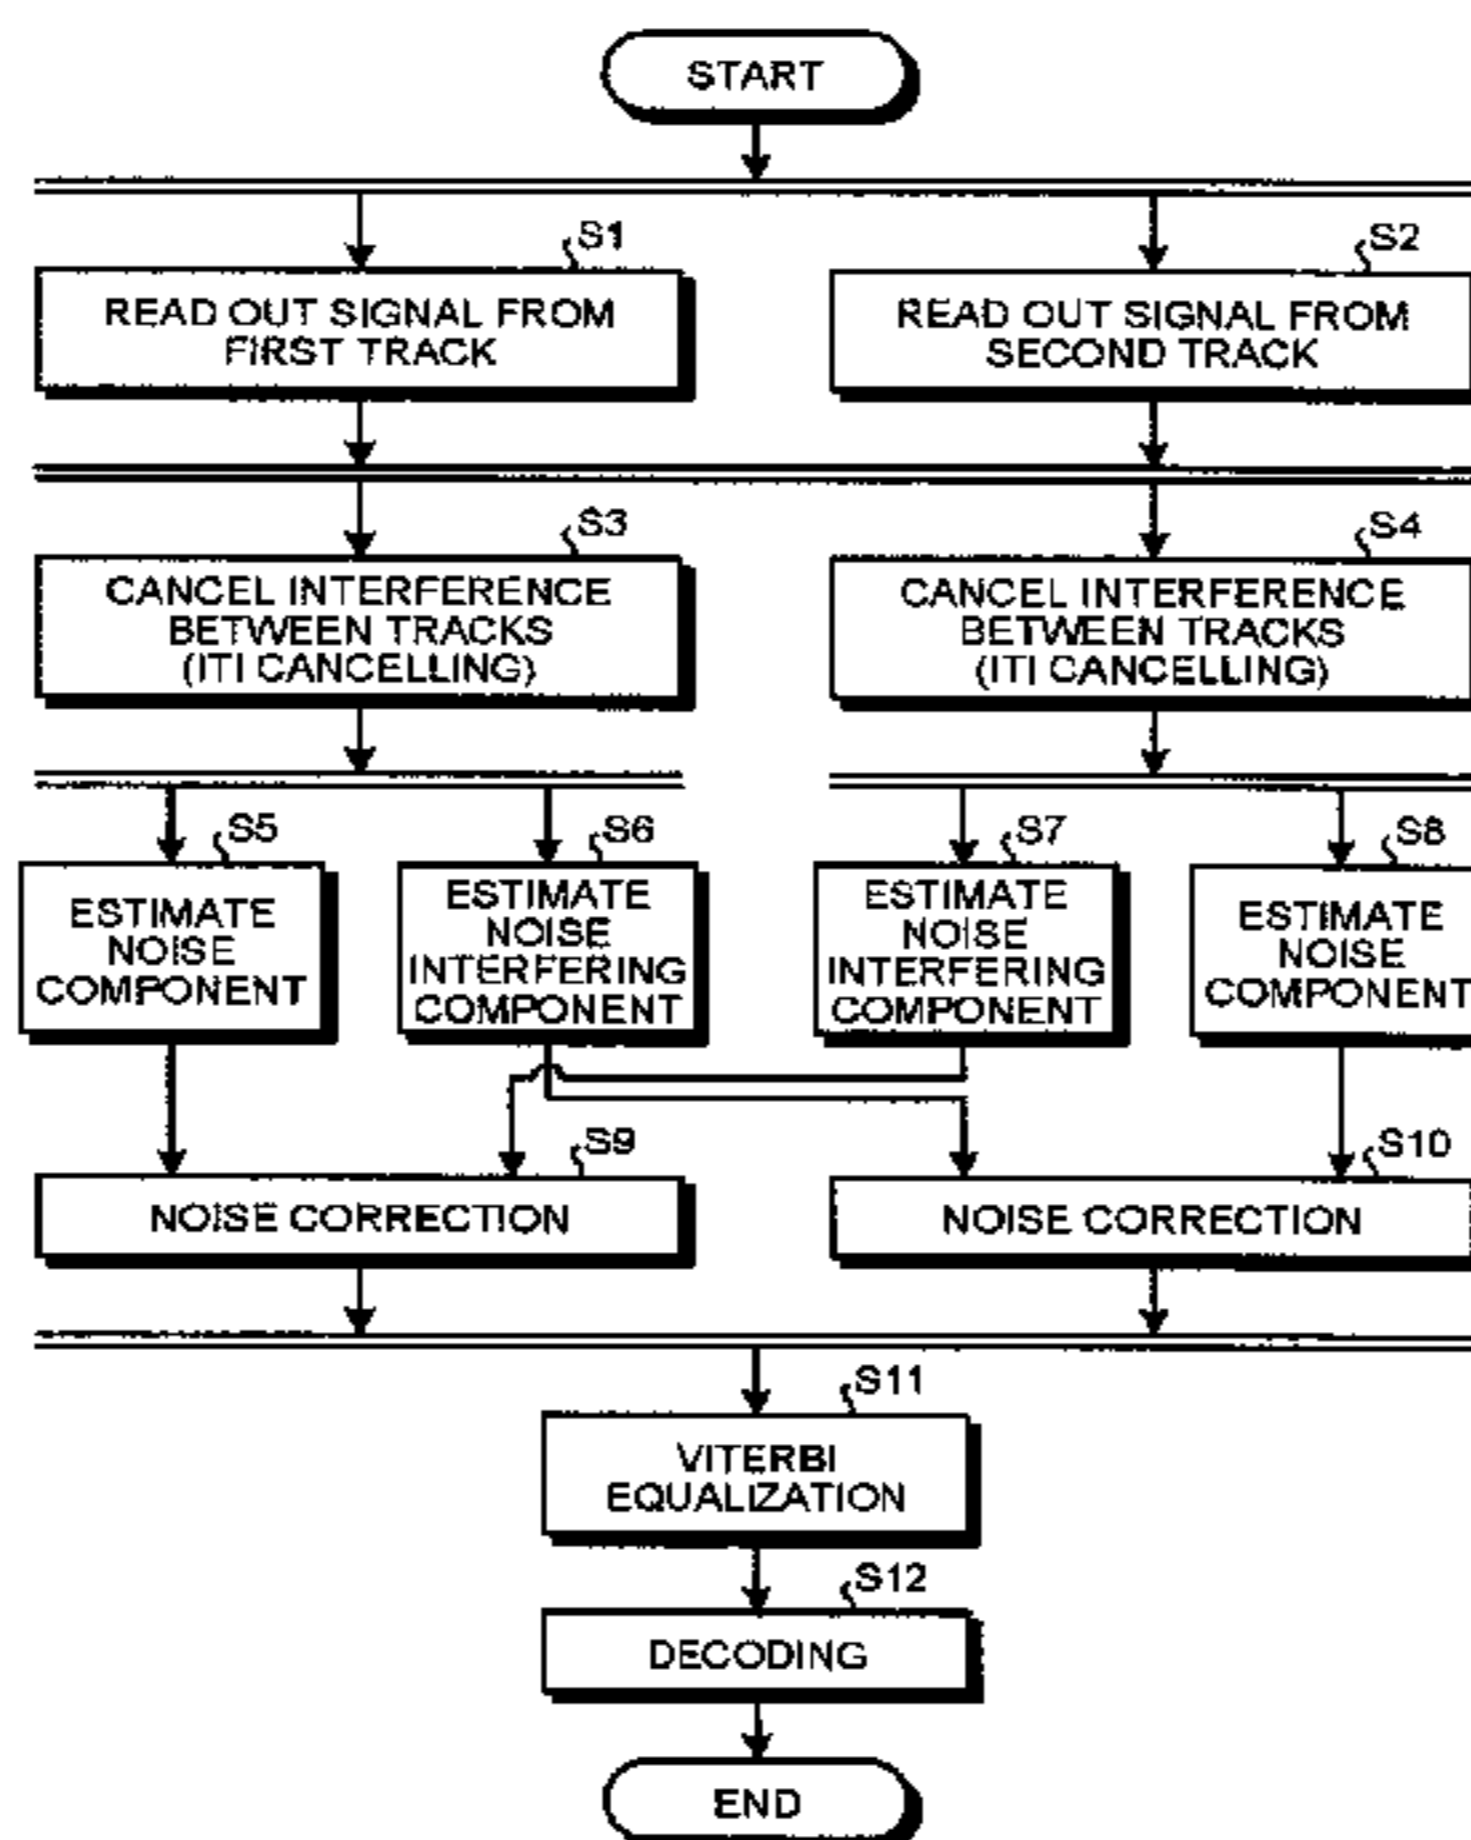 START
S1
READ OUT SIGNAL FROM
FIRST TRACK
S2
READ OUT SIGNAL FROM
SECOND TRACK
S3
CANCEL INTERFERENCE
BETWEEN TRACKS
(ITI CANCELLING)
S4
CANCEL INTERFERENCE
BETWEEN TRACKS
(ITI CANCELLING)
S5
ESTIMATE
NOISE
COMPONENT
S6
ESTIMATE
NOISE
INTERFERING
COMPONENT
S7
ESTIMATE
NOISE
INTERFERING
COMPONENT
S8
ESTIMATE
NOISE
COMPONENT
S9
NOISE CORRECTION
S10
NOISE CORRECTION
S11
VITERBI
EQUALIZATION
S12
DECODING
END